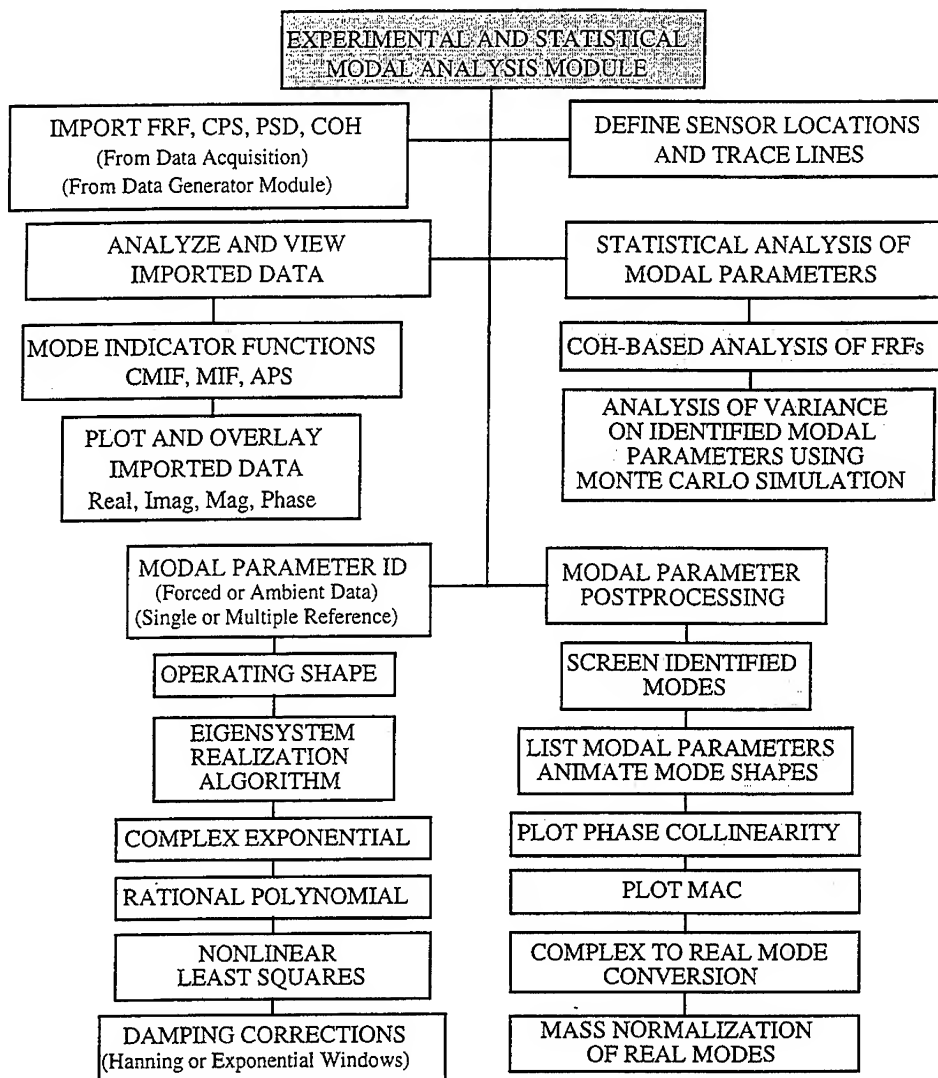 EXPERIMENTAL AND STATISTICAL
MODAL ANALYSIS MODULE
IMPORT FRF, CPS, PSD, COH
(From Data Acquisition)
(From Data Generator Module)
DEFINE SENSOR LOCATIONS
AND TRACE LINES
ANALYZE AND VIEW
IMPORTED DATA
MODE INDICATOR FUNCTIONS
CMIF, MIF, APS
PLOT AND OVERLAY
IMPORTED DATA
Real, Imag, Mag, Phase
STATISTICAL ANALYSIS OF
MODAL PARAMETERS
COH-BASED ANALYSIS OF FRFs
ANALYSIS OF VARIANCE
ON IDENTIFIED MODAL
PARAMETERS USING
MONTE CARLO SIMULATION
MODAL PARAMETER ID
(Forced or Ambient Data)
(Single or Multiple Reference)
OPERATING SHAPE
EIGENSYSTEM
REALIZATION
ALGORITHM
COMPLEX EXPONENTIAL
RATIONAL POLYNOMIAL
NONLINEAR
LEAST SQUARES
DAMPING CORRECTIONS
(Hanning or Exponential Windows)
MODAL PARAMETER
POSTPROCESSING
SCREEN IDENTIFIED
MODES
LIST MODAL PARAMETERS
ANIMATE MODE SHAPES
PLOT PHASE COLLINEARITY
PLOT MAC
COMPLEX TO REAL MODE
CONVERSION
MASS NORMALIZATION
OF REAL MODES